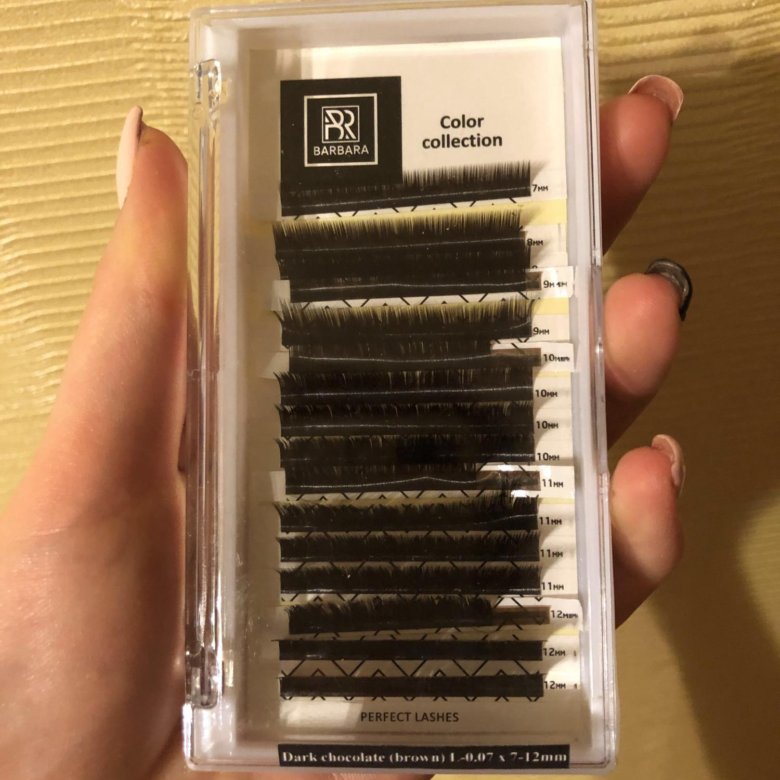 BR
BARBARA
Color
collection
7мм
8мм
9мм
9мм
10мм
10мм
10мм
10мм
11мм
11мм
11мм
11мм
12мм
12мм
12мм
PERFECT LASHES
Dark chocolate (brown) L-0.07 x 7-12mm